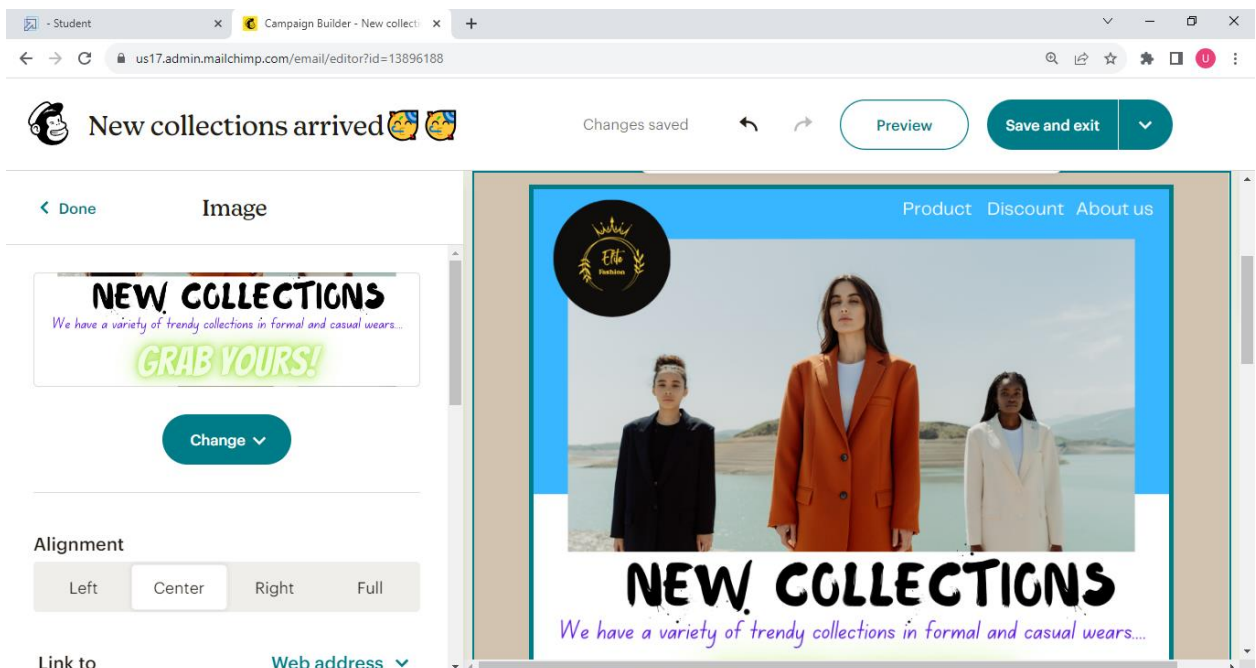 - Student
Campaign Builder - New collecti
us17.admin.mailchimp.com/email/editor?id=13896188
U
New collections arrived🥳🥳
Changes saved
Preview
Save and exit
Done
Image
NEW COLLECTIONS
We have a variety of trendy collections in formal and casual wears...
GRAB YOURS!
Change
Alignment
Left Center Right Full
Link to Web address
Product Discount About us
Elite
Fashion
NEW COLLECTIONS
We have a variety of trendy collections in formal and casual wears....